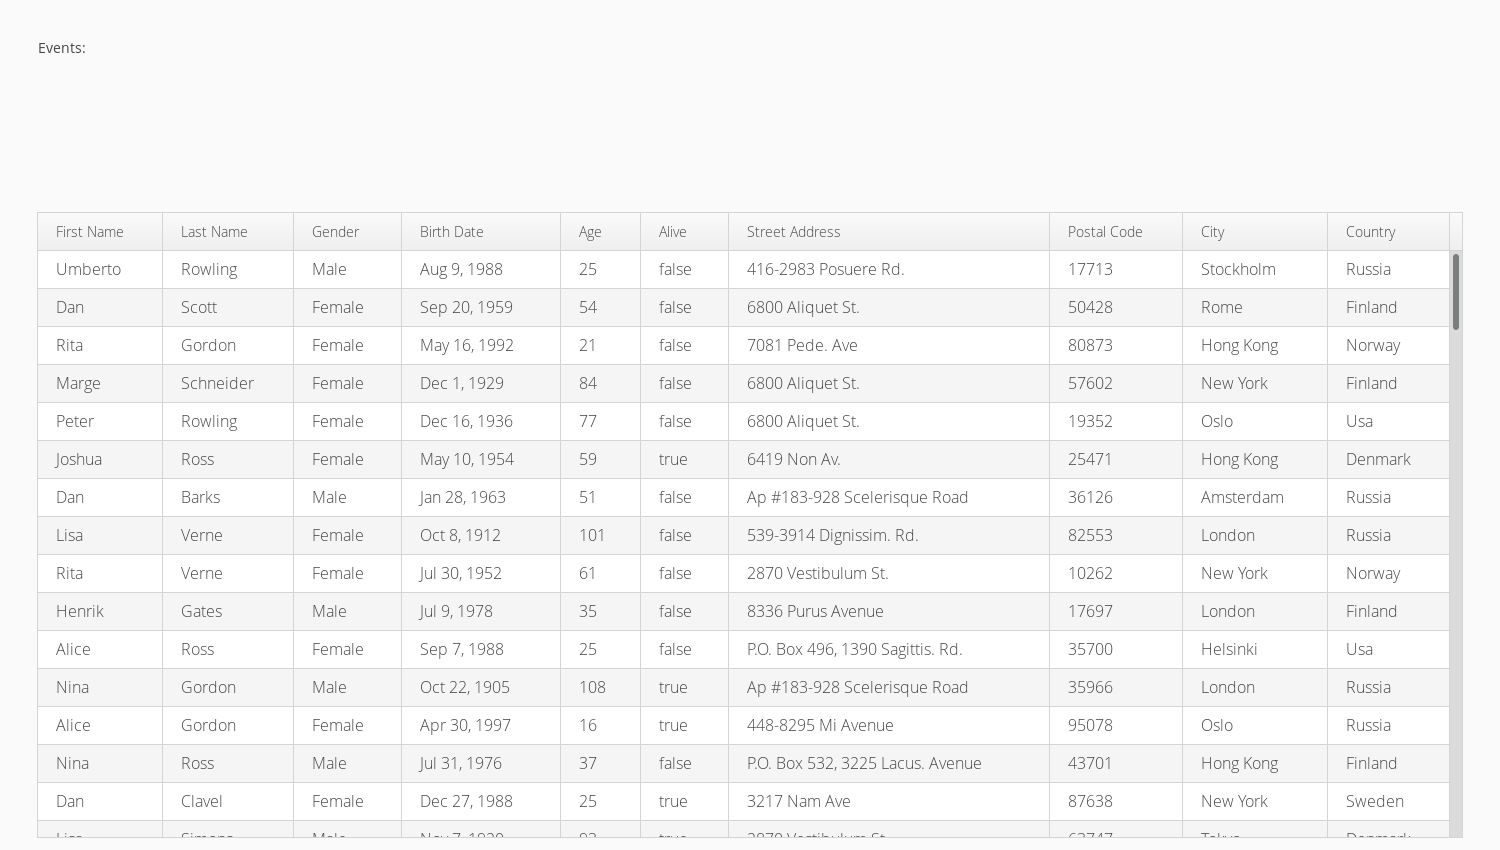 Events:
First Name Last Name Gender Birth Date Age Alive Street Address Postal Code City Country
Umberto Rowling Male Aug 9, 1988 25 false 416-2983 Posuere Rd. 17713 Stockholm Russia
Dan Scott Female Sep 20, 1959 54 false 6800 Aliquet St. 50428 Rome Finland
Rita Gordon Female May 16, 1992 21 false 7081 Pede. Ave 80873 Hong Kong Norway
Marge Schneider Female Dec 1, 1929 84 false 6800 Aliquet St. 57602 New York Finland
Peter Rowling Female Dec 16, 1936 77 false 6800 Aliquet St. 19352 Oslo Usa
Joshua Ross Female May 10, 1954 59 true 6419 Non Av. 25471 Hong Kong Denmark
Dan Barks Male Jan 28, 1963 51 false Ap #183-928 Scelerisque Road 36126 Amsterdam Russia
Lisa Verne Female Oct 8, 1912 101 false 539-3914 Dignissim. Rd. 82553 London Russia
Rita Verne Female Jul 30, 1952 61 false 2870 Vestibulum St. 10262 New York Norway
Henrik Gates Male Jul 9, 1978 35 false 8336 Purus Avenue 17697 London Finland
Alice Ross Female Sep 7, 1988 25 false P.O. Box 496, 1390 Sagittis. Rd. 35700 Helsinki Usa
Nina Gordon Male Oct 22, 1905 108 true Ap #183-928 Scelerisque Road 35966 London Russia
Alice Gordon Female Apr 30, 1997 16 true 448-8295 Mi Avenue 95078 Oslo Russia
Nina Ross Male Jul 31, 1976 37 false P.O. Box 532, 3225 Lacus. Avenue 43701 Hong Kong Finland
Dan Clavel Female Dec 27, 1988 25 true 3217 Nam Ave 87638 New York Sweden